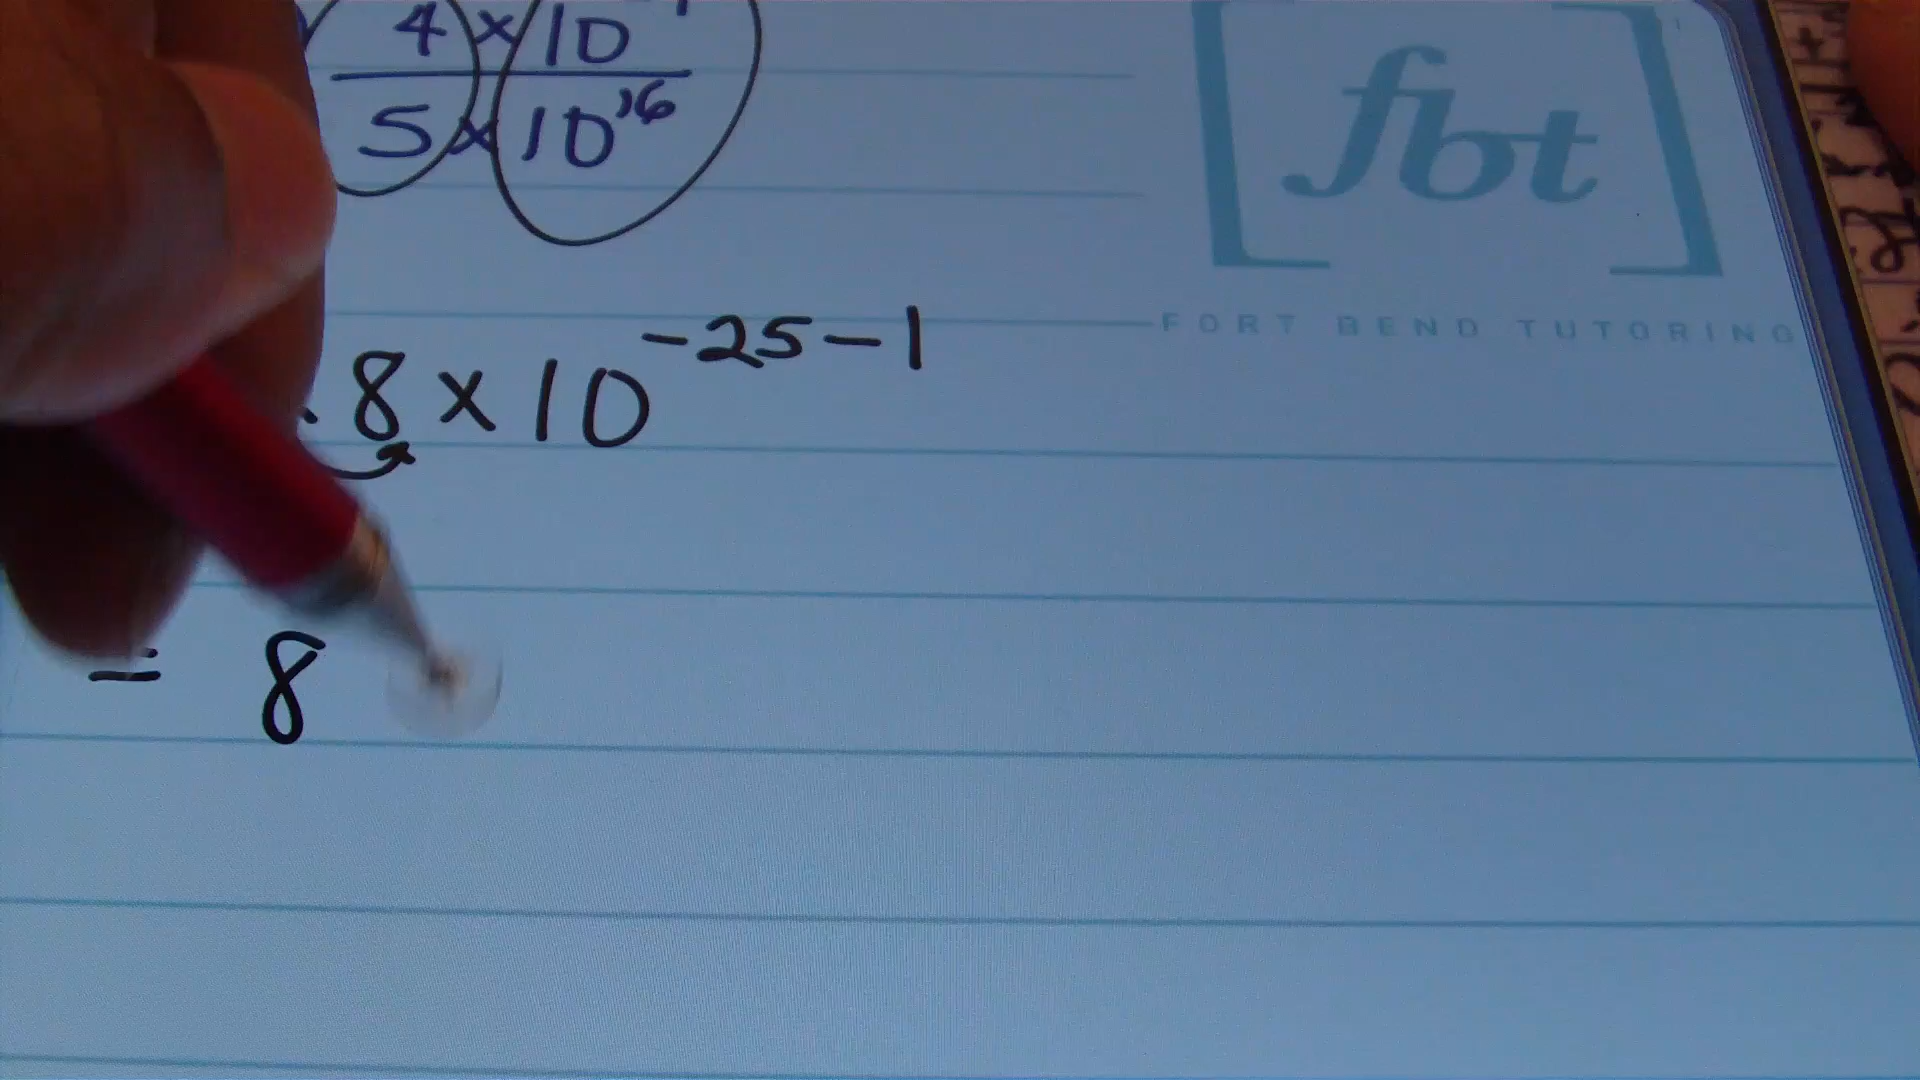 4 × 10
5 × 10^16
fbt
FORT BEND TUTORING
.8 × 10^-25-1
= 8